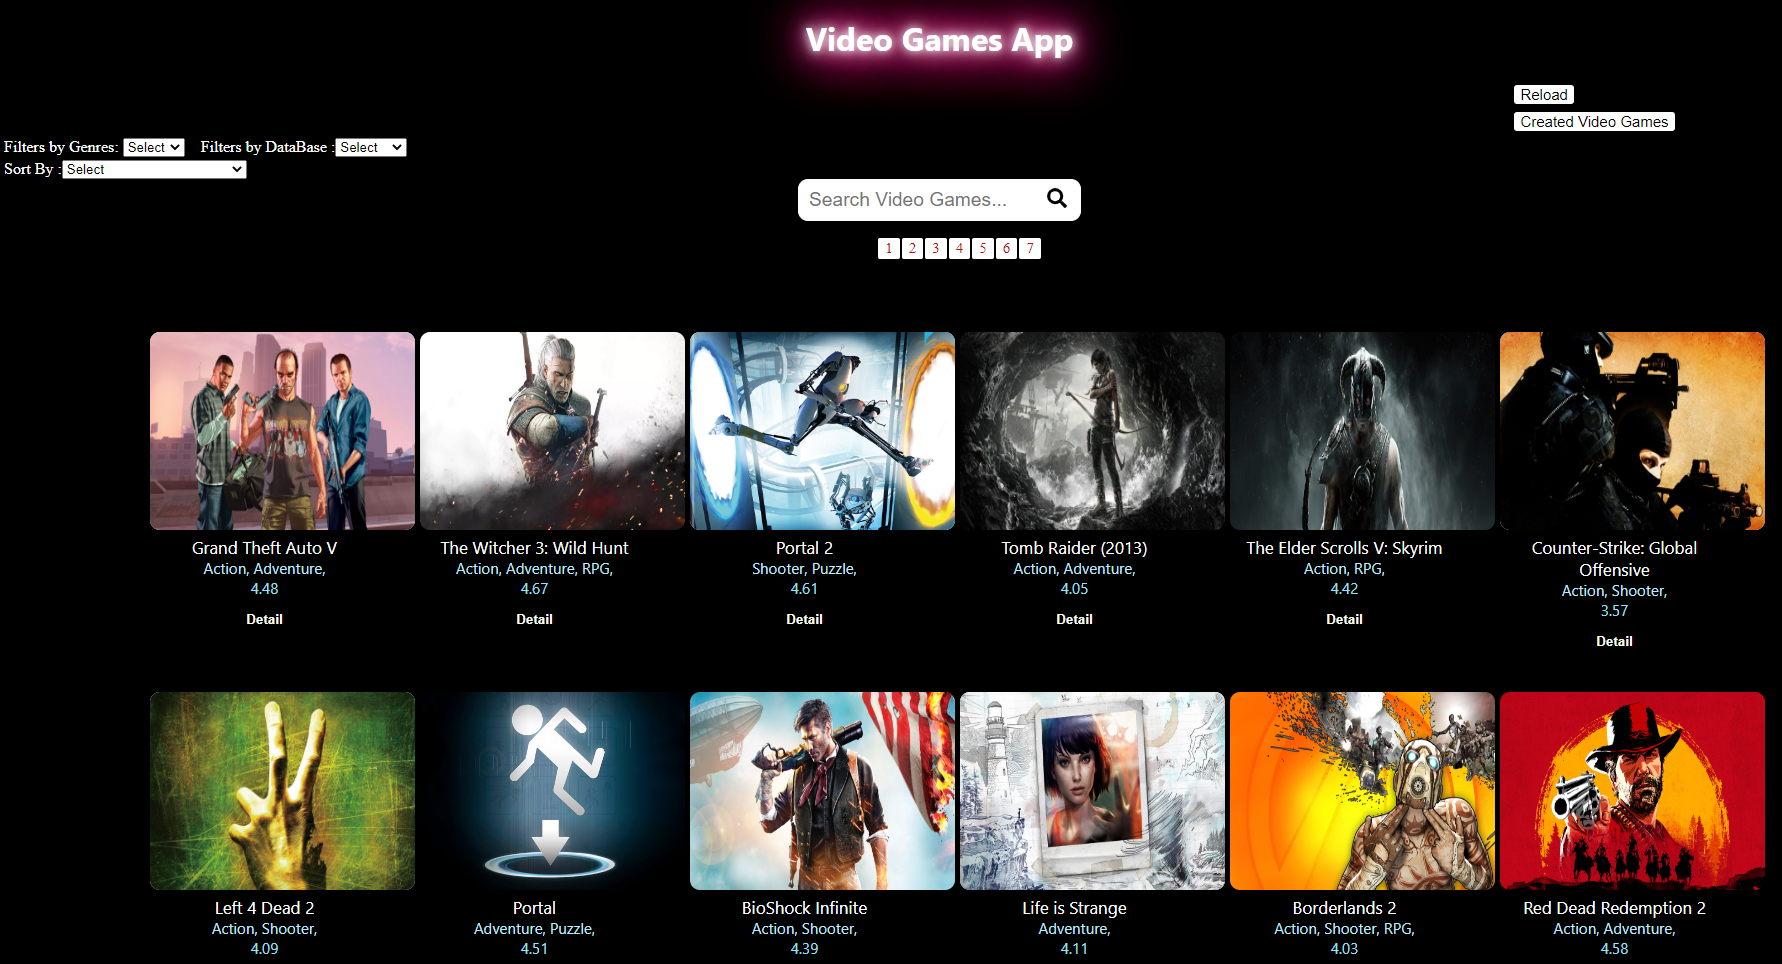 Video Games App
Reload
Created Video Games
Filters by Genres: Select Filters by DataBase :Select
Sort By :Select
Search Video Games...
1 2 3 4 5 6 7
Grand Theft Auto V
Action, Adventure,
4.48
Detail
The Witcher 3: Wild Hunt
Action, Adventure, RPG,
4.67
Detail
Portal 2
Shooter, Puzzle,
4.61
Detail
Tomb Raider (2013)
Action, Adventure,
4.05
Detail
The Elder Scrolls V: Skyrim
Action, RPG,
4.42
Detail
Counter-Strike: Global
Offensive
Action, Shooter,
3.57
Detail
Left 4 Dead 2
Action, Shooter,
4.09
Portal
Adventure, Puzzle,
4.51
BioShock Infinite
Action, Shooter,
4.39
Life is Strange
Adventure,
4.11
Borderlands 2
Action, Shooter, RPG,
4.03
Red Dead Redemption 2
Action, Adventure,
4.58